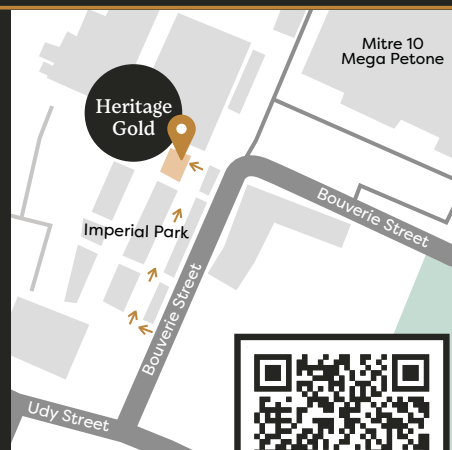 Mitre 10
Mega Petone
Heritage
Gold
Bouverie Street
Imperial Park
Bouverie Street
Udy Street